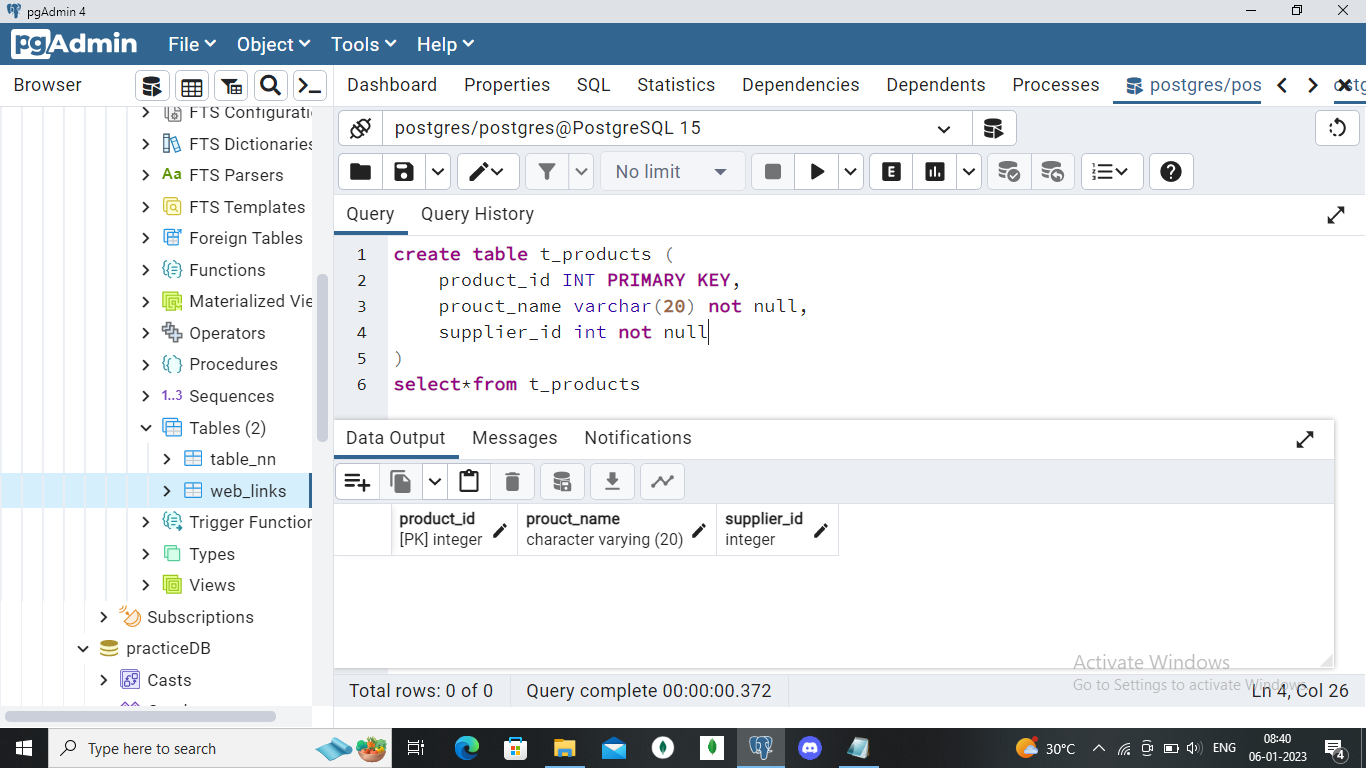 pgAdmin 4
pgAdmin File Object Tools Help
Browser
Dashboard Properties SQL Statistics Dependencies Dependents Processes postgres/pos
FTS Configurati
FTS Dictionaries
Aa FTS Parsers
FTS Templates
Foreign Tables
Functions
Materialized Vie
Operators
Procedures
1..3 Sequences
Tables (2)
table_nn
web_links
Trigger Function
Types
Views
Subscriptions
practiceDB
Casts
postgres/postgres@PostgreSQL 15
No limit
E
Query Query History
1 create table t_products (
2 product_id INT PRIMARY KEY,
3 prouct_name varchar(20) not null,
4 supplier_id int not null
5 )
6 select*from t_products
Data Output Messages Notifications
product_id prouct_name supplier_id
[PK] integer character varying (20) integer
Activate Windows
Go to Settings to activate Windows.
Total rows: 0 of 0 Query complete 00:00:00.372 Ln 4, Col 26
Type here to search
30°C ENG
08:40
06-01-2023
4